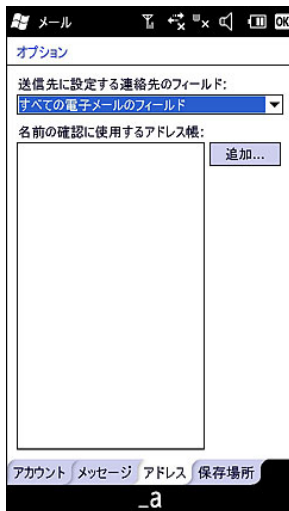 メール
OK
オプション
送信先に設定する連絡先のフィールド:
すべての電子メールのフィールド
名前の確認に使用するアドレス帳:
追加...
アカウント メッセージ アドレス 保存場所
_a